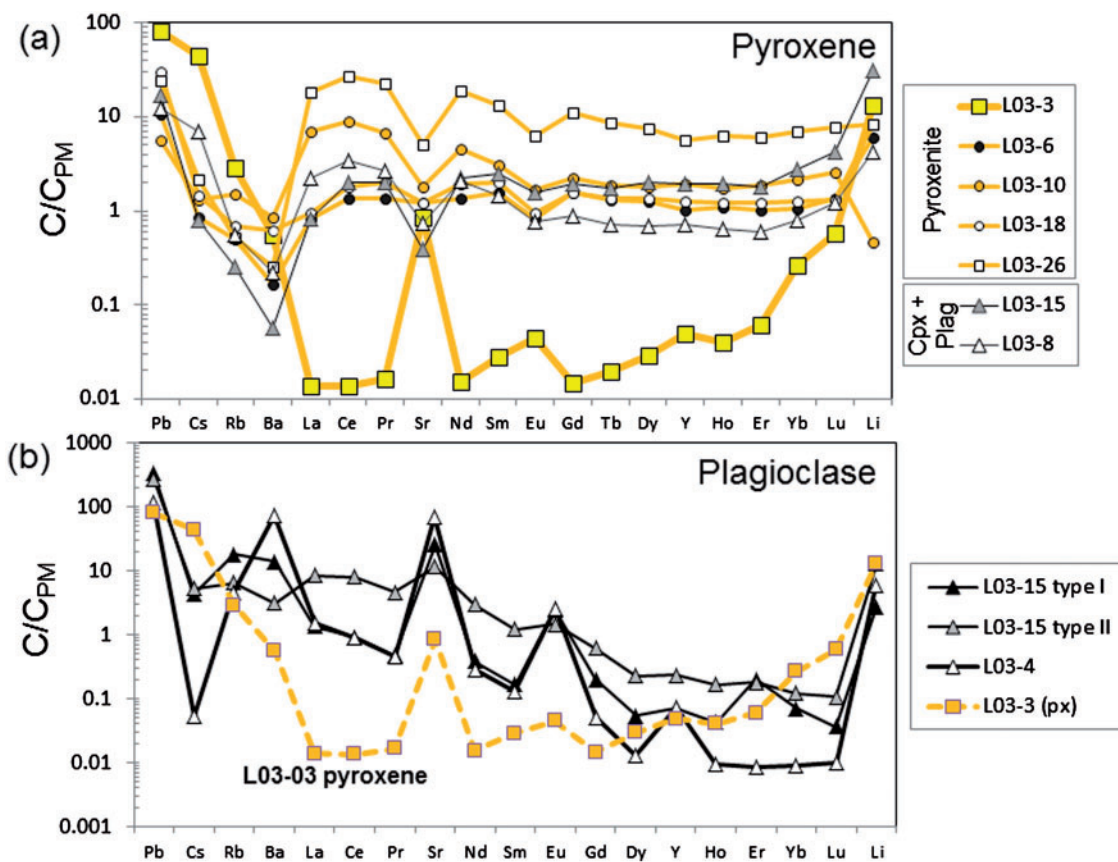 (a)
Pyroxene
C/C_PM
100
10
1
0.1
0.01
Pb Cs Rb Ba La Ce Pr Sr Nd Sm Eu Gd Tb Dy Y Ho Er Yb Lu Li
Pyroxenite
L03-3
L03-6
L03-10
L03-18
L03-26
Cpx +
Plag
L03-15
L03-8
(b)
Plagioclase
C/C_PM
1000
100
10
1
0.1
0.01
0.001
L03-03 pyroxene
Pb Cs Rb Ba La Ce Pr Sr Nd Sm Eu Gd Dy Y Ho Er Yb Lu Li
L03-15 type I
L03-15 type II
L03-4
L03-3 (px)